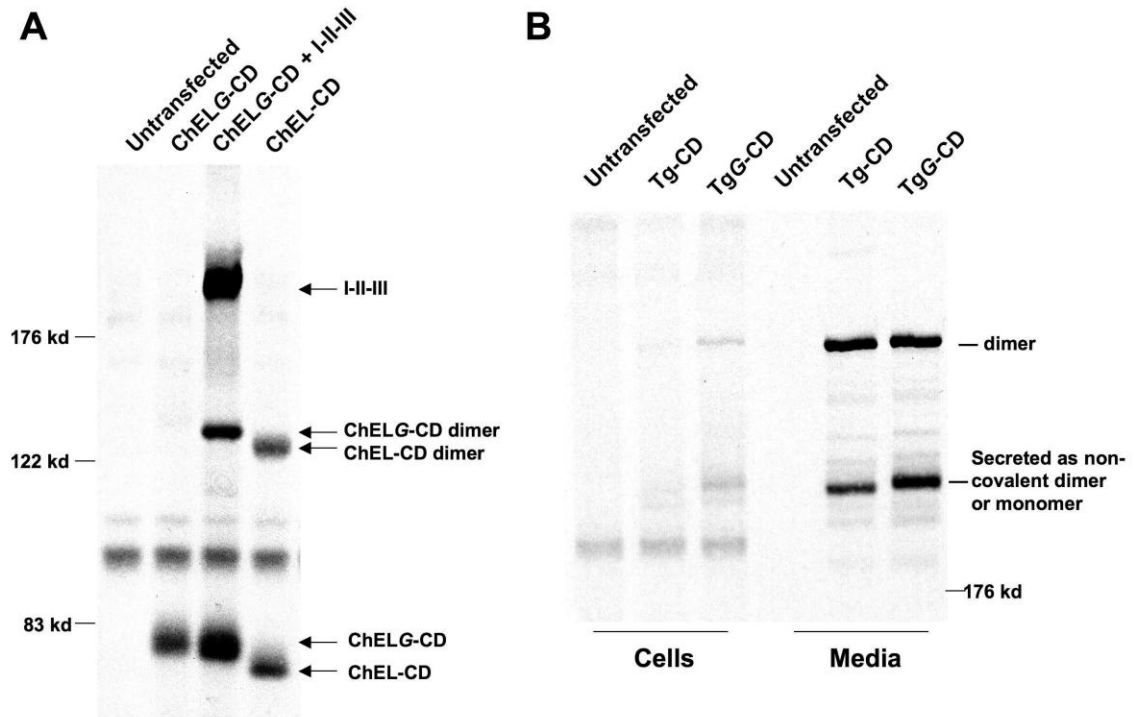 A
Untransfected
ChELG-CD
ChELG-CD + I-II-III
ChEL-CD
I-II-III
176 kd
ChELG-CD dimer
ChEL-CD dimer
122 kd
83 kd
ChELG-CD
ChEL-CD
B
Untransfected
Tg-CD
TgG-CD
Untransfected
Tg-CD
TgG-CD
dimer
Secreted as non-
covalent dimer
or monomer
176 kd
Cells
Media